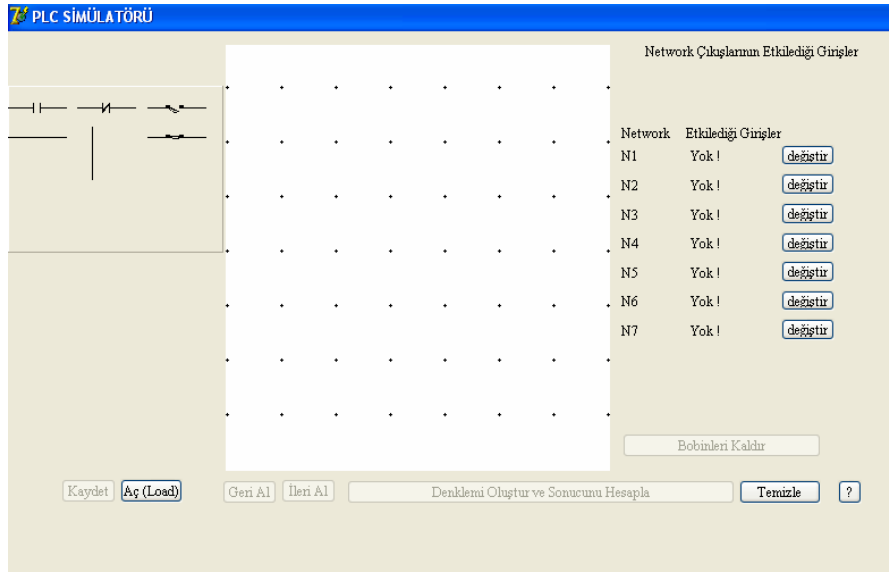 PLC SİMÜLATÖRÜ
Network Çıkışlarının Etkilediği Girişler
Network Etkilediği Girişler
N1 Yok ! değiştir
N2 Yok ! değiştir
N3 Yok ! değiştir
N4 Yok ! değiştir
N5 Yok ! değiştir
N6 Yok ! değiştir
N7 Yok ! değiştir
Bobinleri Kaldır
Kaydet Aç (Load) Geri Al İleri Al Denklemi Oluştur ve Sonucunu Hesapla Temizle ?